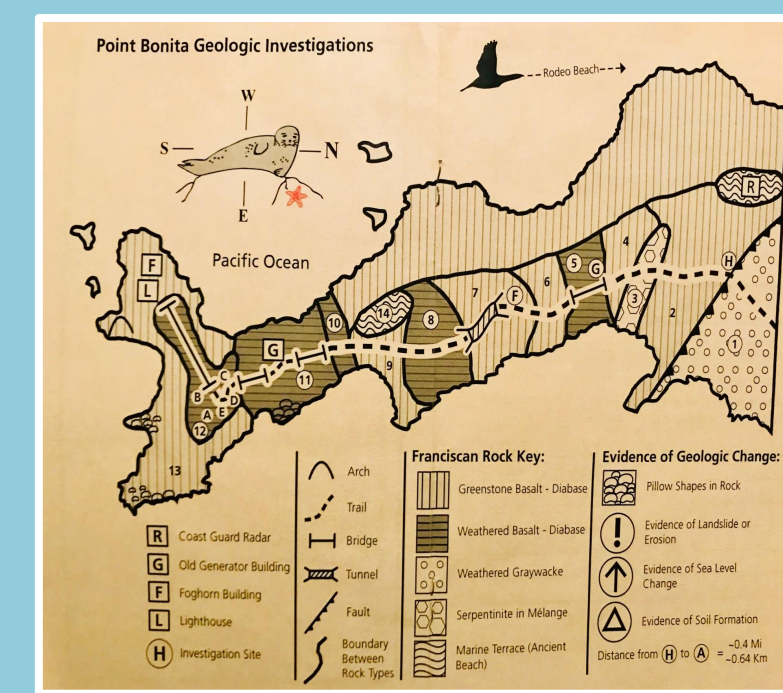 Point Bonita Geologic Investigations
Rodeo Beach
W
S
N
E
Pacific Ocean
R
F
L
H
4
5
G
3
6
7
F
2
14
8
10
1
G
9
11
C
B
D
A
E
12
13
R Coast Guard Radar
G Old Generator Building
F Foghorn Building
L Lighthouse
H Investigation Site
Arch
Trail
Bridge
Tunnel
Fault
Boundary
Between
Rock Types
Franciscan Rock Key:
Greenstone Basalt - Diabase
Weathered Basalt - Diabase
Weathered Graywacke
Serpentinite in Mélange
Marine Terrace (Ancient
Beach)
Evidence of Geologic Change:
Pillow Shapes in Rock
! Evidence of Landslide or
Erosion
Evidence of Sea Level
Change
Evidence of Soil Formation
Distance from H to A = ~0.4 Mi
~0.64 Km